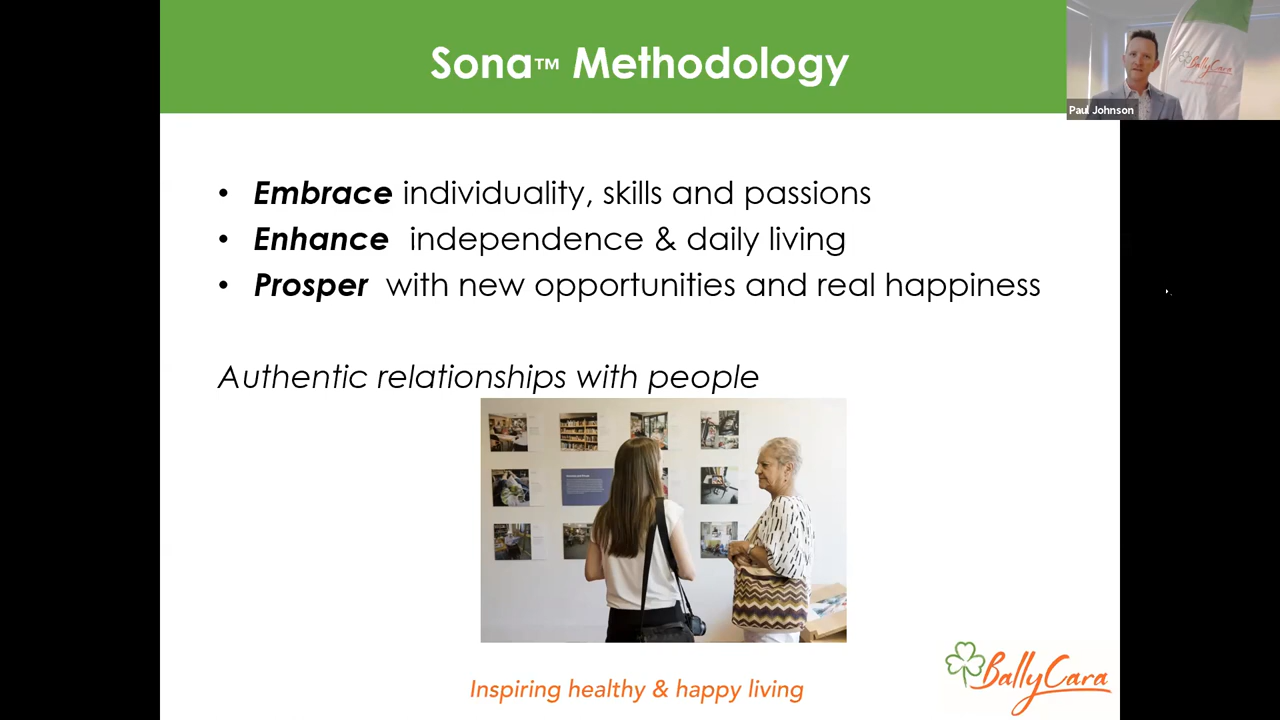 Sona™ Methodology
BallyCara
Paul Johnson
• Embrace individuality, skills and passions
• Enhance independence & daily living
• Prosper with new opportunities and real happiness
Authentic relationships with people
Inspiring healthy & happy living
BallyCara